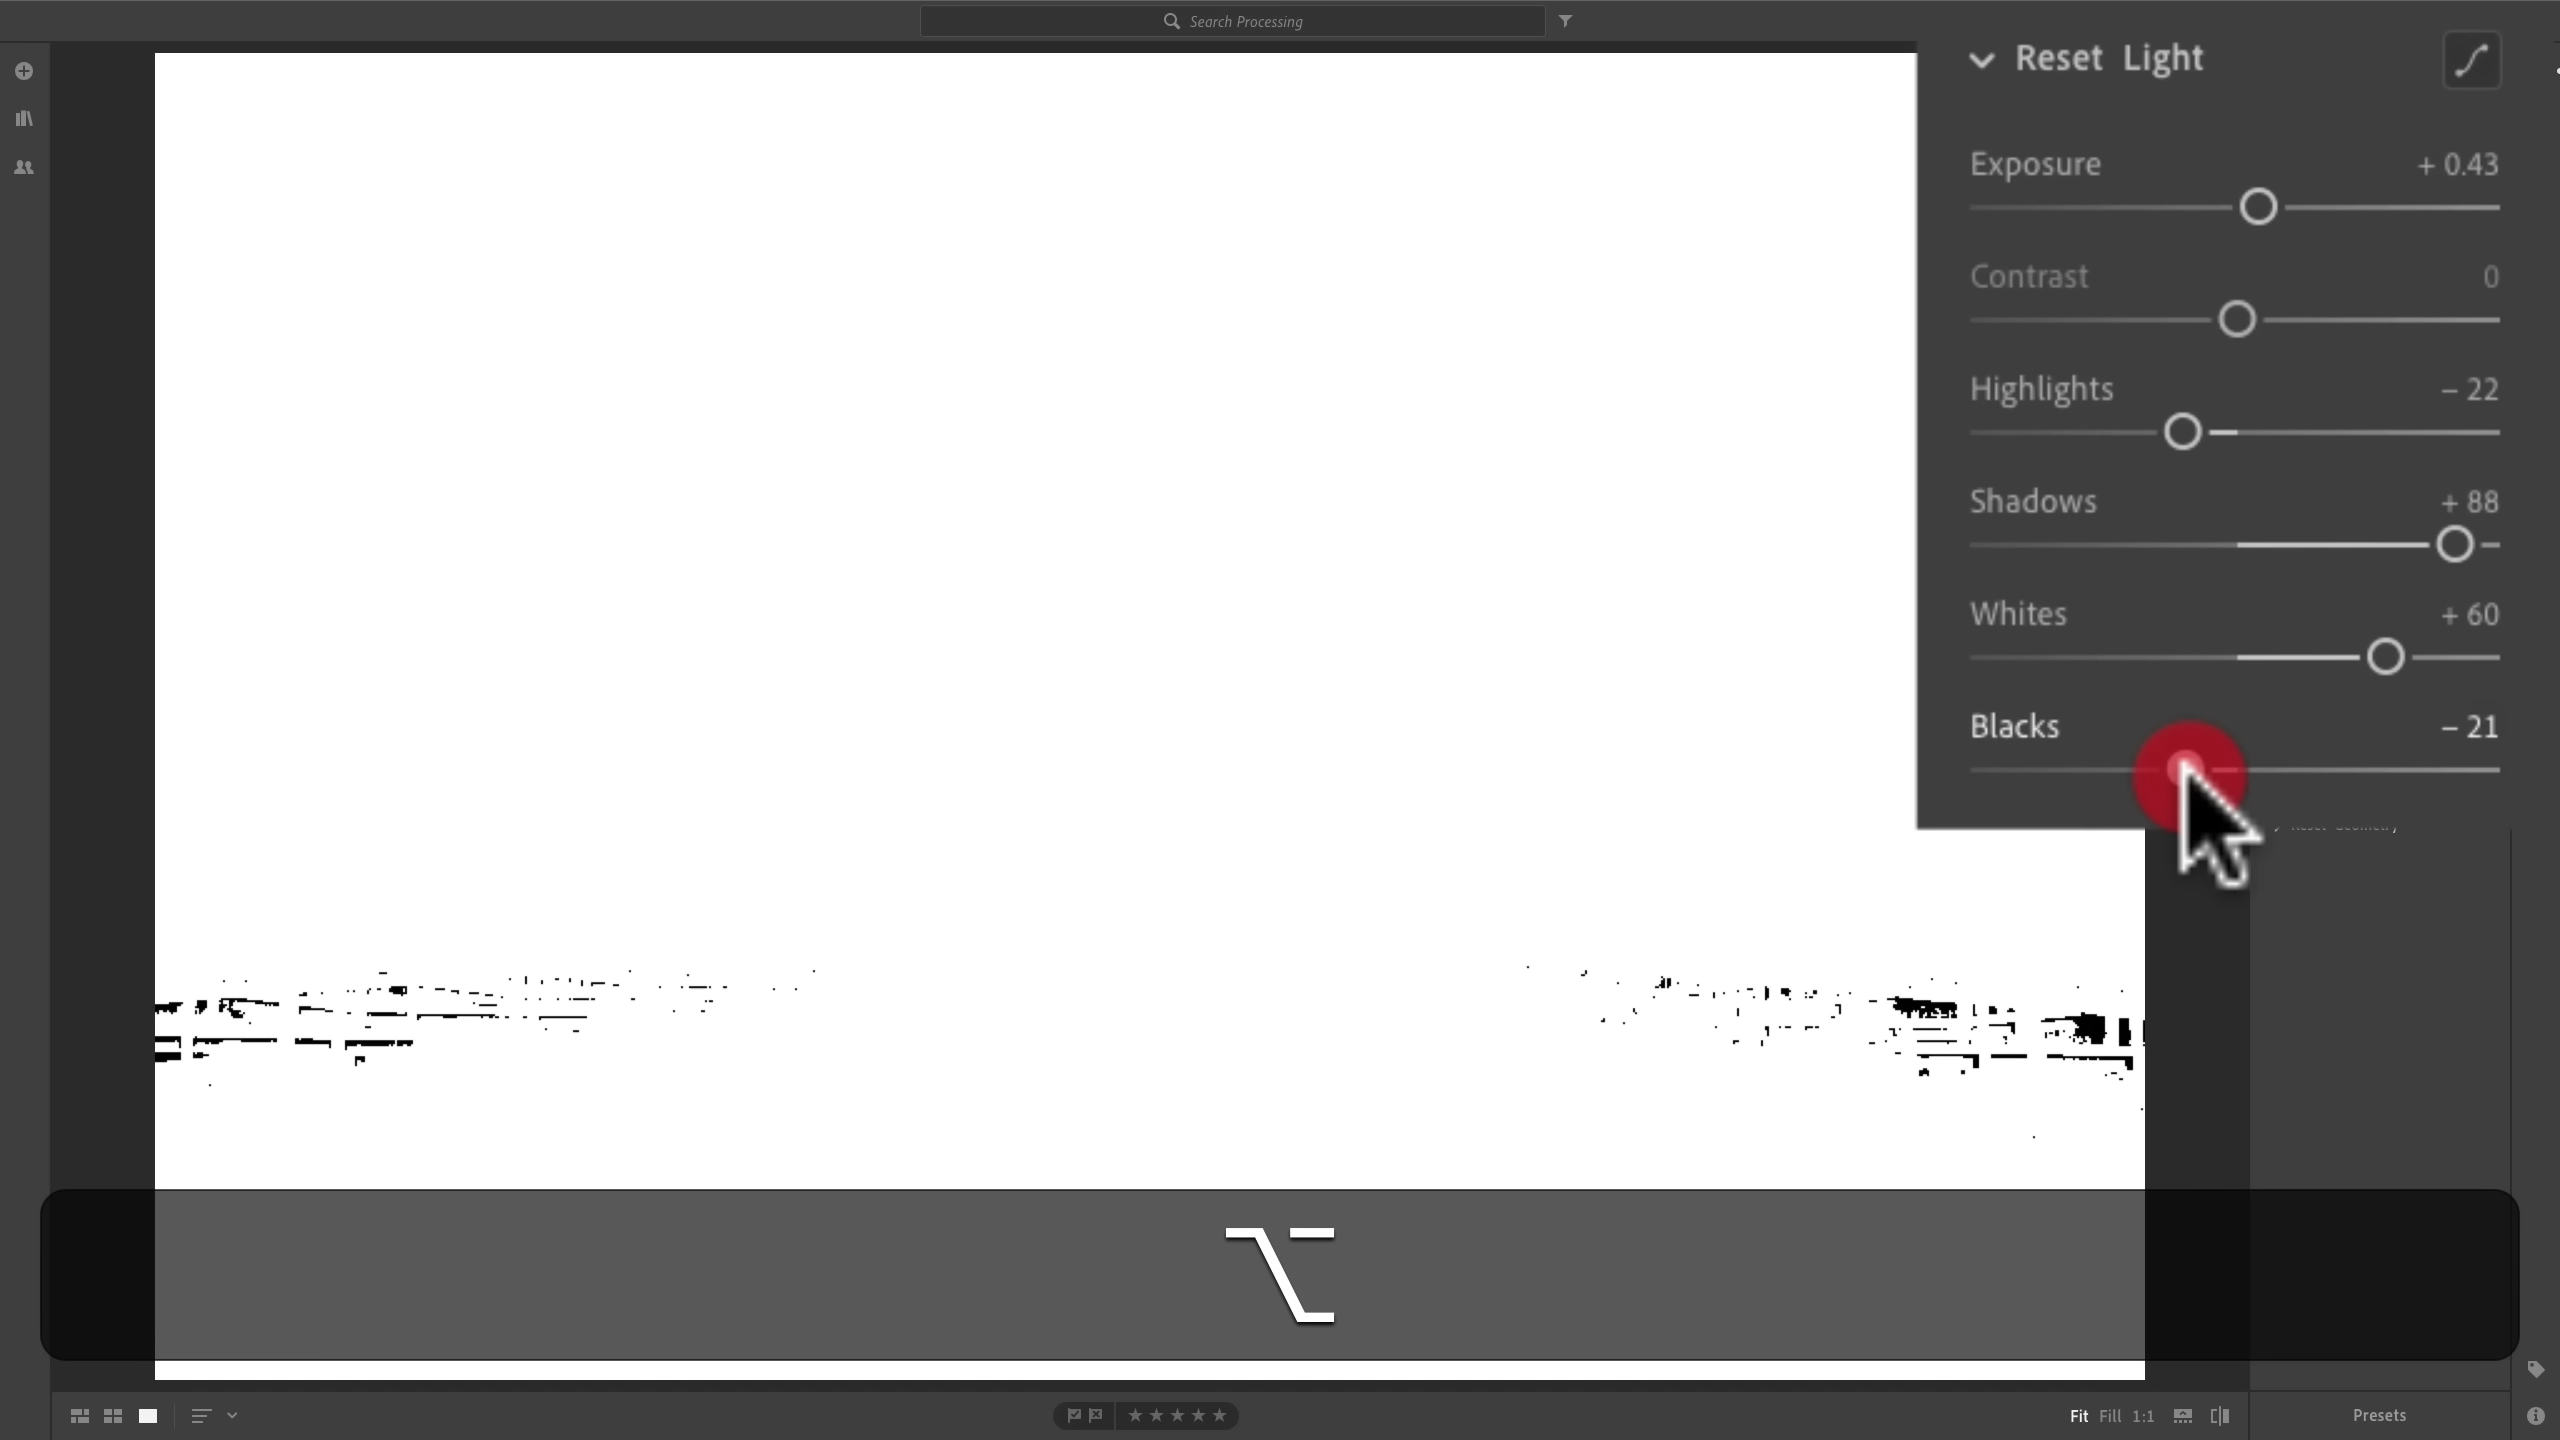 Search Processing
Reset Light
Exposure + 0.43
Contrast 0
Highlights – 22
Shadows + 88
Whites + 60
Blacks – 21
Fit Fill 1:1
Presets